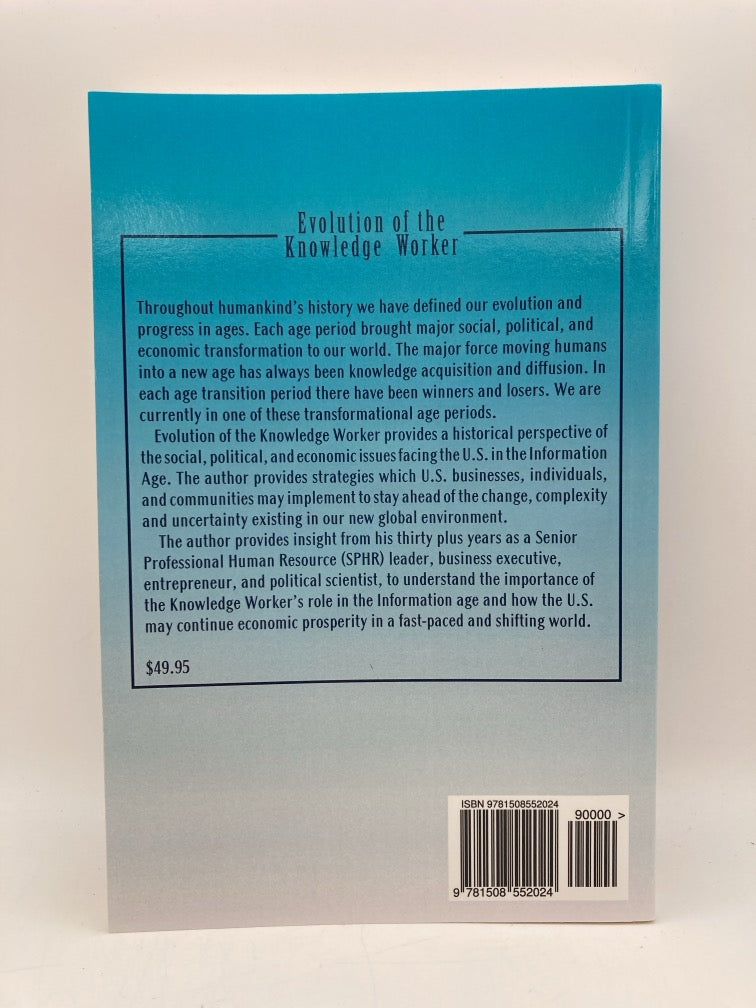 Evolution of the
Knowledge Worker
Throughout humankind's history we have defined our evolution and
progress in ages. Each age period brought major social, political, and
economic transformation to our world. The major force moving humans
into a new age has always been knowledge acquisition and diffusion. In
each age transition period there have been winners and losers. We are
currently in one of these transformational age periods.
Evolution of the Knowledge Worker provides a historical perspective of
the social, political, and economic issues facing the U.S. in the Information
Age. The author provides strategies which U.S. businesses, individuals,
and communities may implement to stay ahead of the change, complexity
and uncertainty existing in our new global environment.
The author provides insight from his thirty plus years as a Senior
Professional Human Resource (SPHR) leader, business executive,
entrepreneur, and political scientist, to understand the importance of
the Knowledge Worker's role in the Information age and how the U.S.
may continue economic prosperity in a fast-paced and shifting world.
$49.95
ISBN 9781508552024
90000 >
9 781508 552024